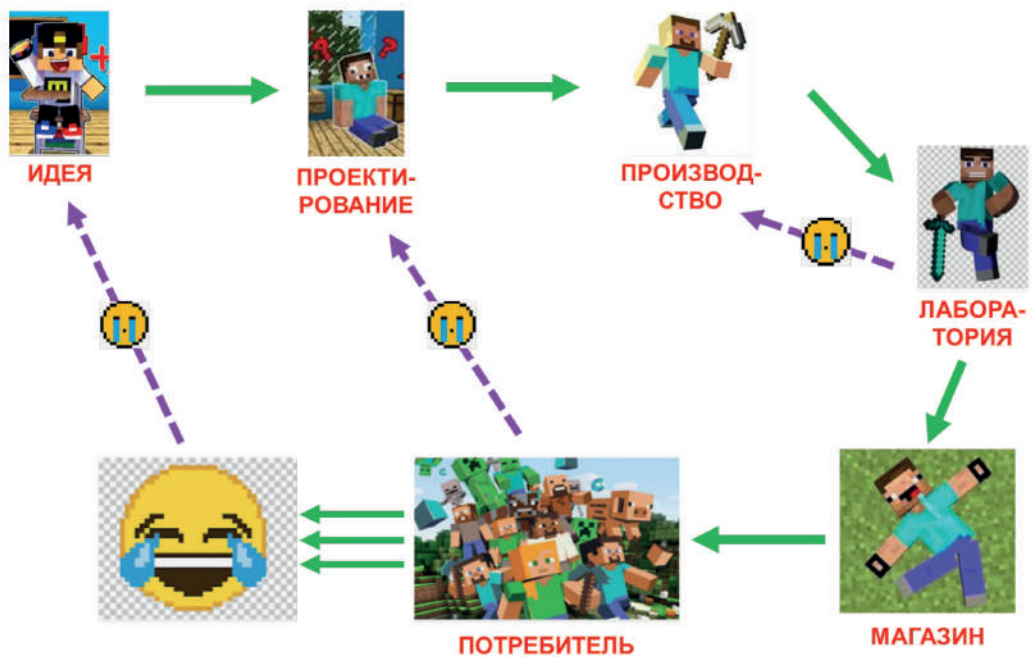 ИДЕЯ
ПРОЕКТИ-
РОВАНИЕ
ПРОИЗВОД-
СТВО
ЛАБОРА-
ТОРИЯ
МАГАЗИН
ПОТРЕБИТЕЛЬ